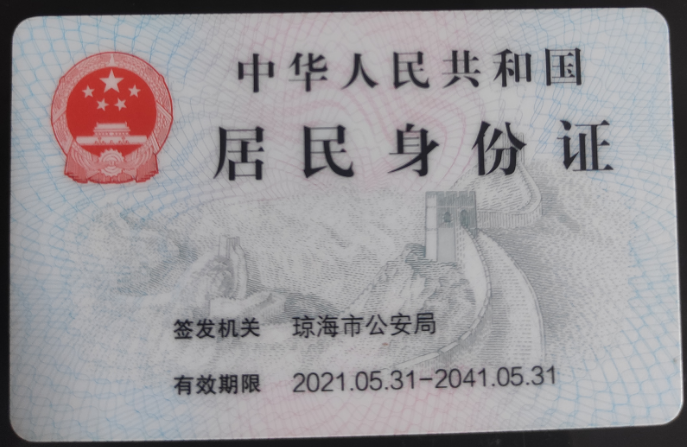 中华人民共和国
居民身份证
签发机关 琼海市公安局
有效期限 2021.05.31-2041.05.31